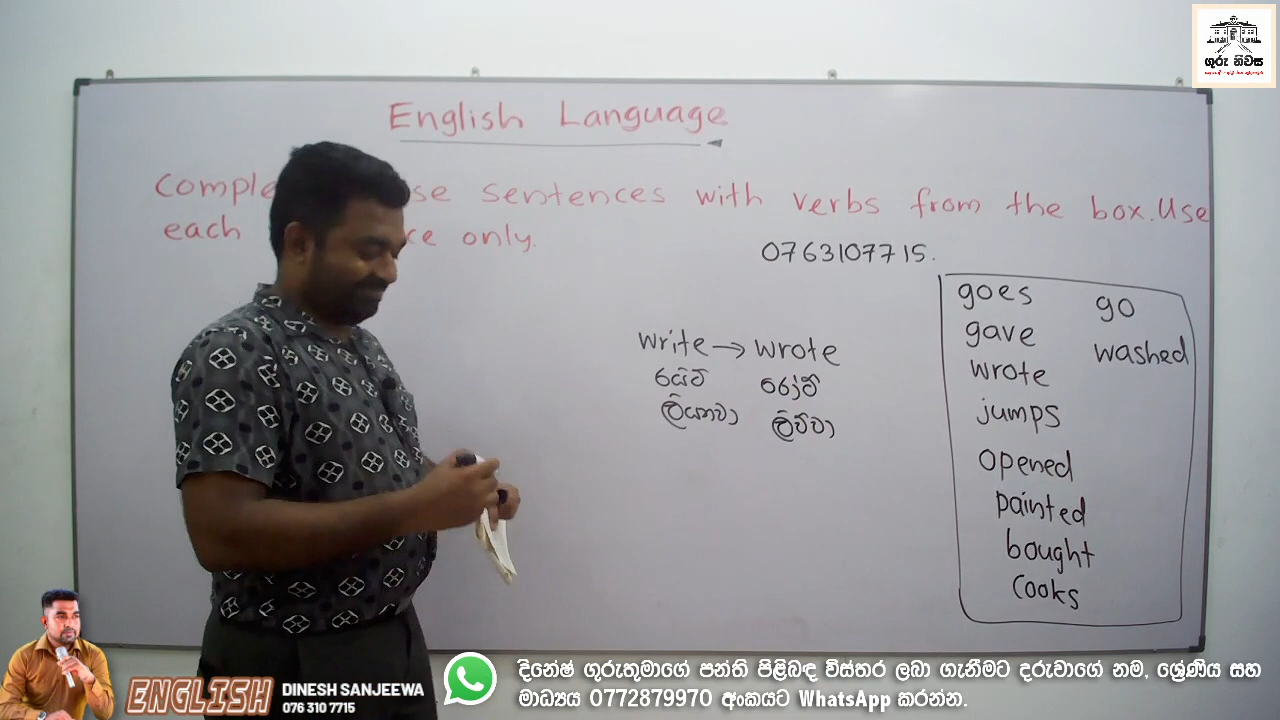 ගුරු නිවස
English Language
Comple se sentences with verbs from the box. Use
each ce only.
0763107715.
goes go
gave washed
wrote
jumps
opened
painted
bought
cooks
write → wrote
රයිට් රෝට්
ලියනවා ලිව්වා
ENGLISH
DINESH SANJEEWA
076 310 7715
දිනේෂ් ගුරුතුමාගේ පන්ති පිළිබඳ විස්තර ලබා ගැනීමට දරුවාගේ නම, ශ්‍රේණිය සහ
මාධ්‍යය 0772879970 අංකයට WhatsApp කරන්න.